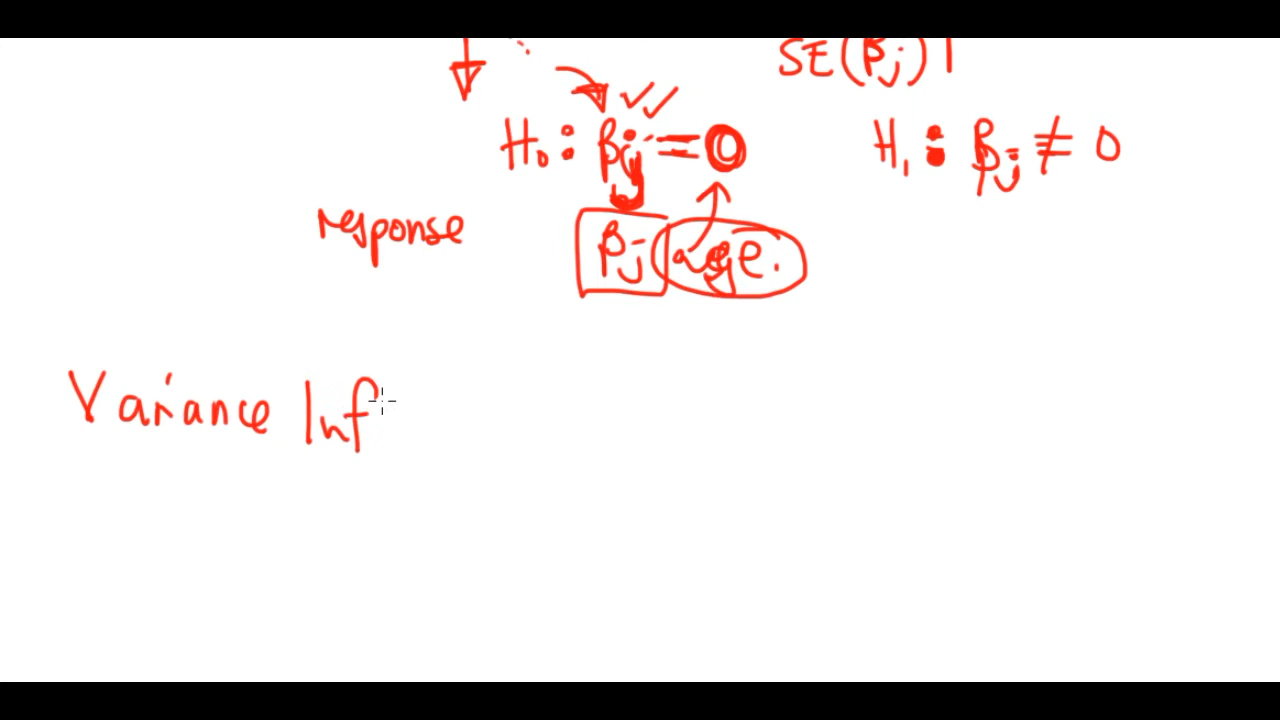 SE(βj)
H₀: βj = 0 H₁: βj ≠ 0
response βj age.
Variance Inf